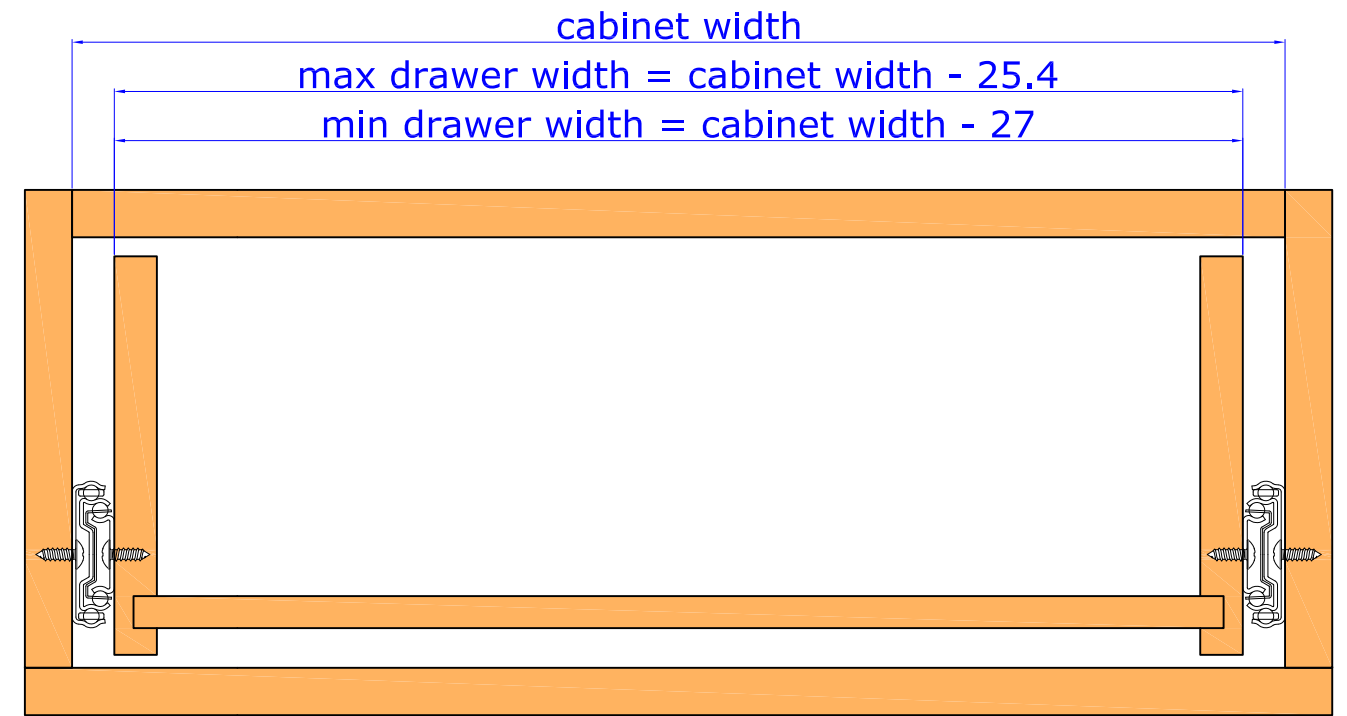 cabinet width
max drawer width = cabinet width - 25.4
min drawer width = cabinet width - 27